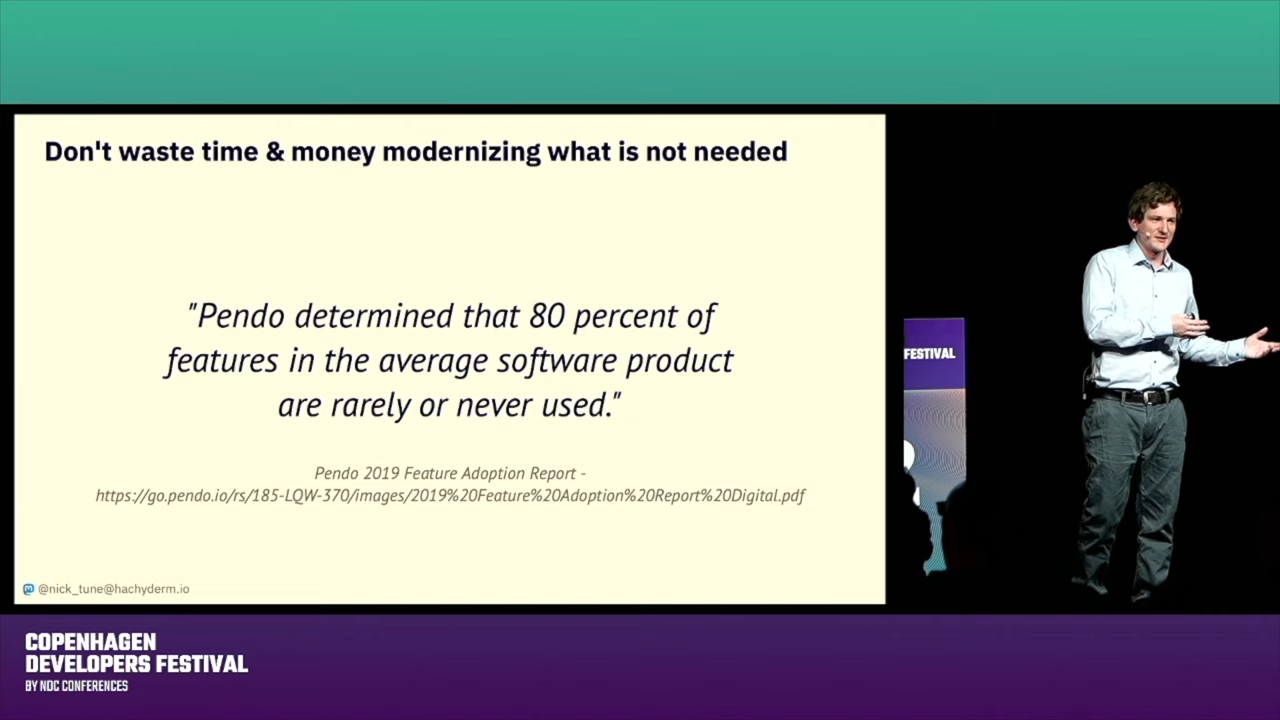 Don't waste time & money modernizing what is not needed
"Pendo determined that 80 percent of
features in the average software product
are rarely or never used."
Pendo 2019 Feature Adoption Report -
https://go.pendo.io/rs/185-LQW-370/images/2019%20Feature%20Adoption%20Report%20Digital.pdf
@nick_tune@hachyderm.io
FESTIVAL
COPENHAGEN
DEVELOPERS FESTIVAL
BY NDC CONFERENCES